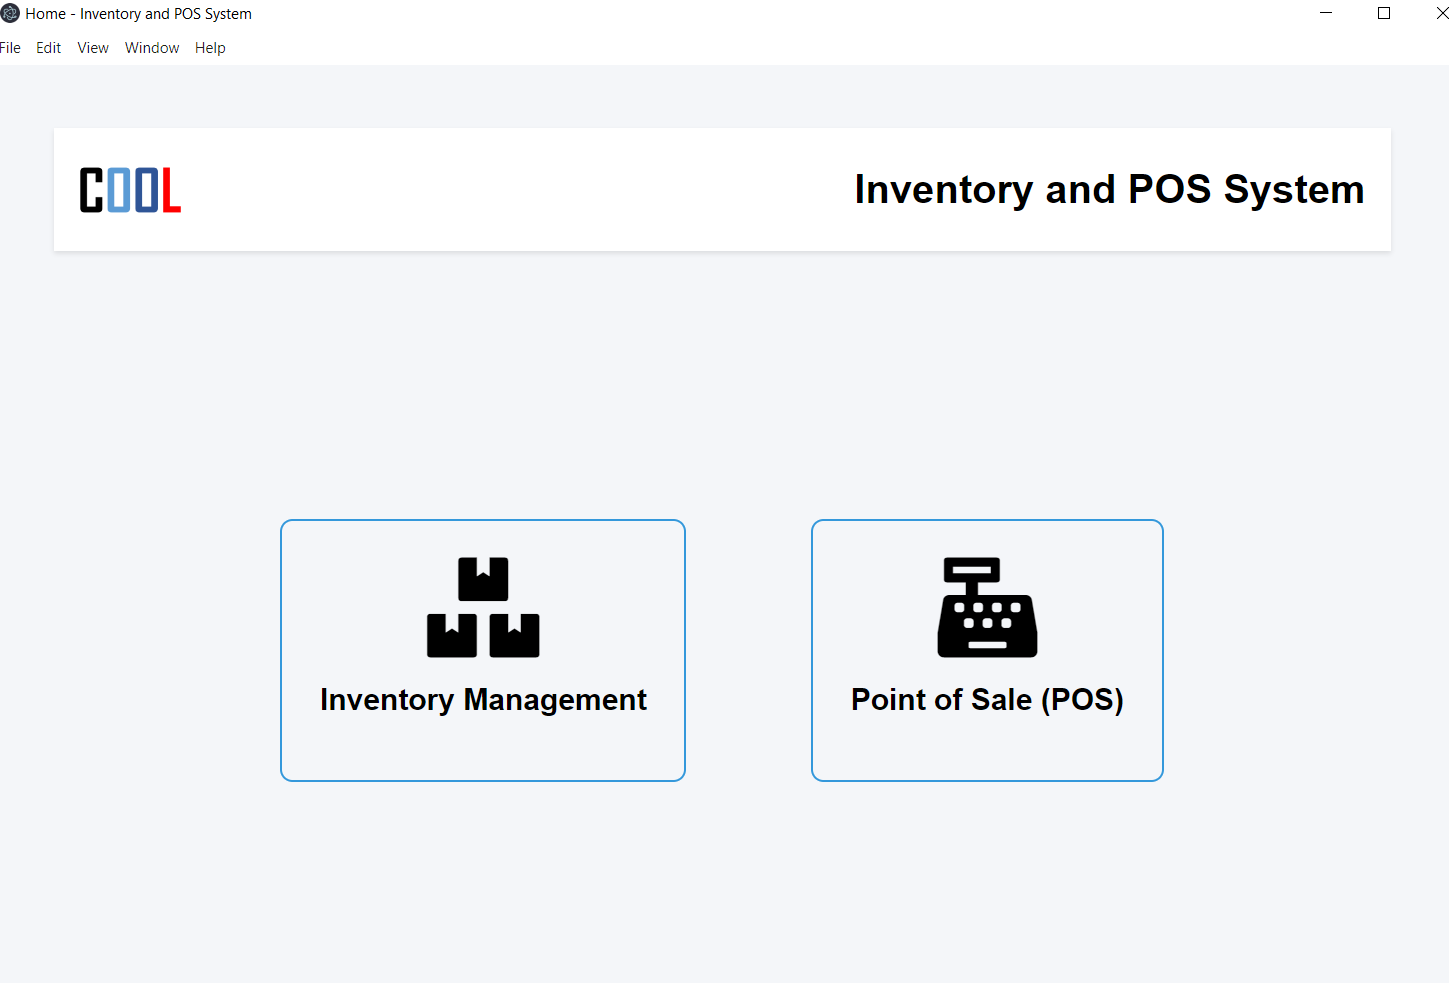 Home - Inventory and POS System
File Edit View Window Help
COOL
Inventory and POS System
Inventory Management
Point of Sale (POS)